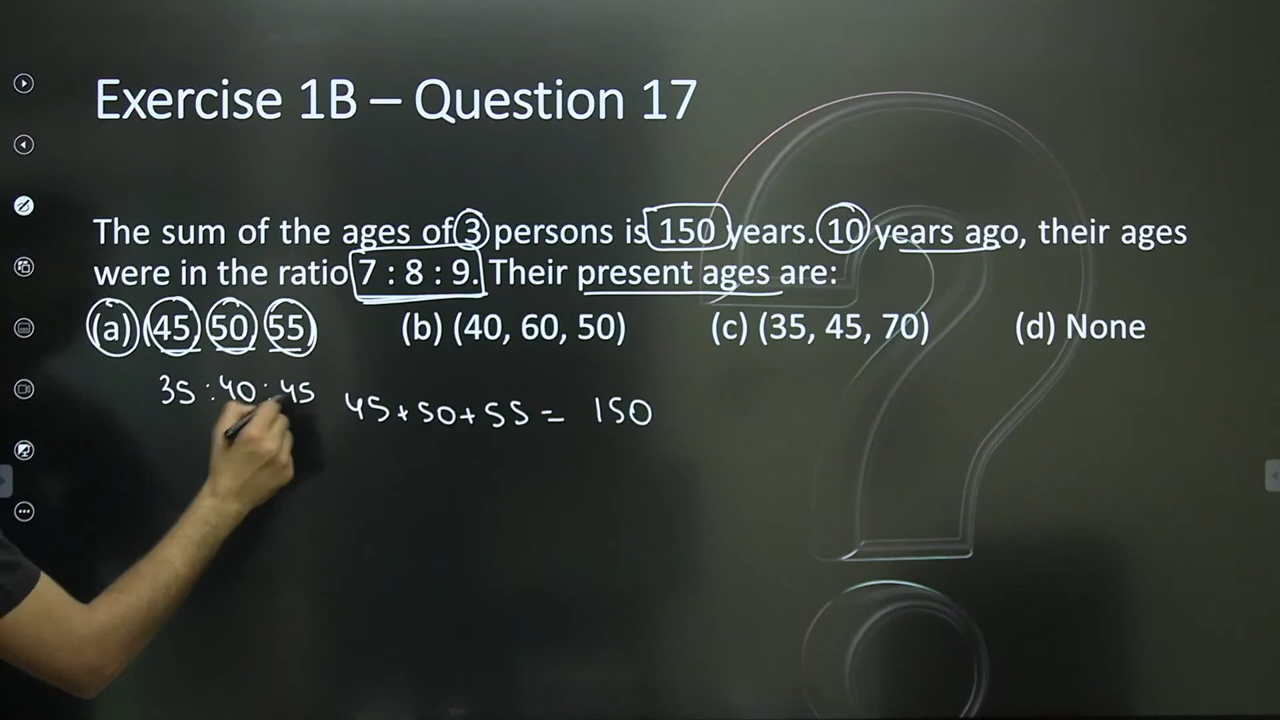 Exercise 1B – Question 17
The sum of the ages of 3 persons is 150 years. 10 years ago, their ages
were in the ratio 7 : 8 : 9. Their present ages are:
(a) (45 50 55) (b) (40, 60, 50) (c) (35, 45, 70) (d) None
35 : 40 : 45
45 + 50 + 55 = 150